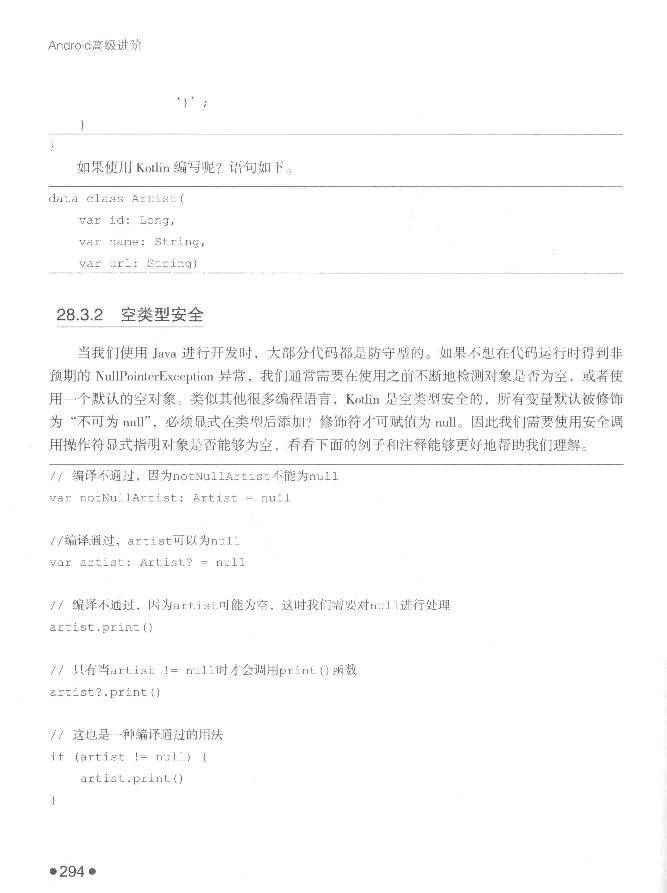 Android高级进阶
'}' ;
}
}
如果使用 Kotlin 编写呢？语句如下。
data class Artist(
var id: Long,
var name: String,
var url: String)
28.3.2 空类型安全
当我们使用 Java 进行开发时，大部分代码都是防守型的。如果不想在代码运行时得到非
预期的 NullPointerException 异常，我们通常需要在使用之前不断地检测对象是否为空，或者使
用一个默认的空对象。类似其他很多编程语言，Kotlin 是空类型安全的，所有变量默认被修饰
为“不可为 null”，必须显式在类型后添加？修饰符才可赋值为 null。因此我们需要使用安全调
用操作符显式指明对象是否能够为空，看看下面的例子和注释能够更好地帮助我们理解。
// 编译不通过，因为notNullArtist不能为null
var notNullArtist: Artist = null
//编译通过，artist可以为null
var artist: Artist? = null
// 编译不通过，因为artist可能为空，这时我们需要对null进行处理
artist.print()
// 只有当artist != null时才会调用print()函数
artist?.print()
// 这也是一种编译通过的用法
if (artist != null) {
artist.print()
}
●294●